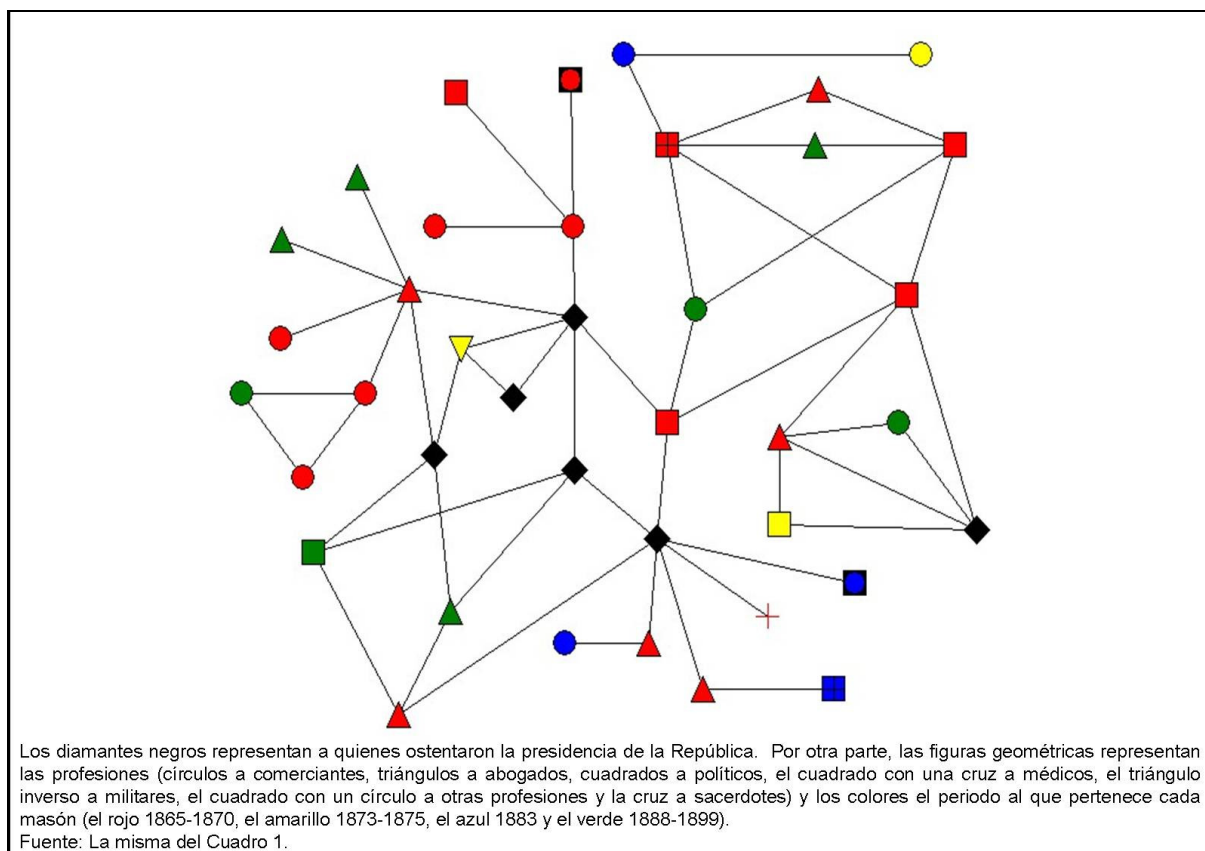 Los diamantes negros representan a quienes ostentaron la presidencia de la República. Por otra parte, las figuras geométricas representan
las profesiones (círculos a comerciantes, triángulos a abogados, cuadrados a políticos, el cuadrado con una cruz a médicos, el triángulo
inverso a militares, el cuadrado con un círculo a otras profesiones y la cruz a sacerdotes) y los colores el periodo al que pertenece cada
masón (el rojo 1865-1870, el amarillo 1873-1875, el azul 1883 y el verde 1888-1899).
Fuente: La misma del Cuadro 1.